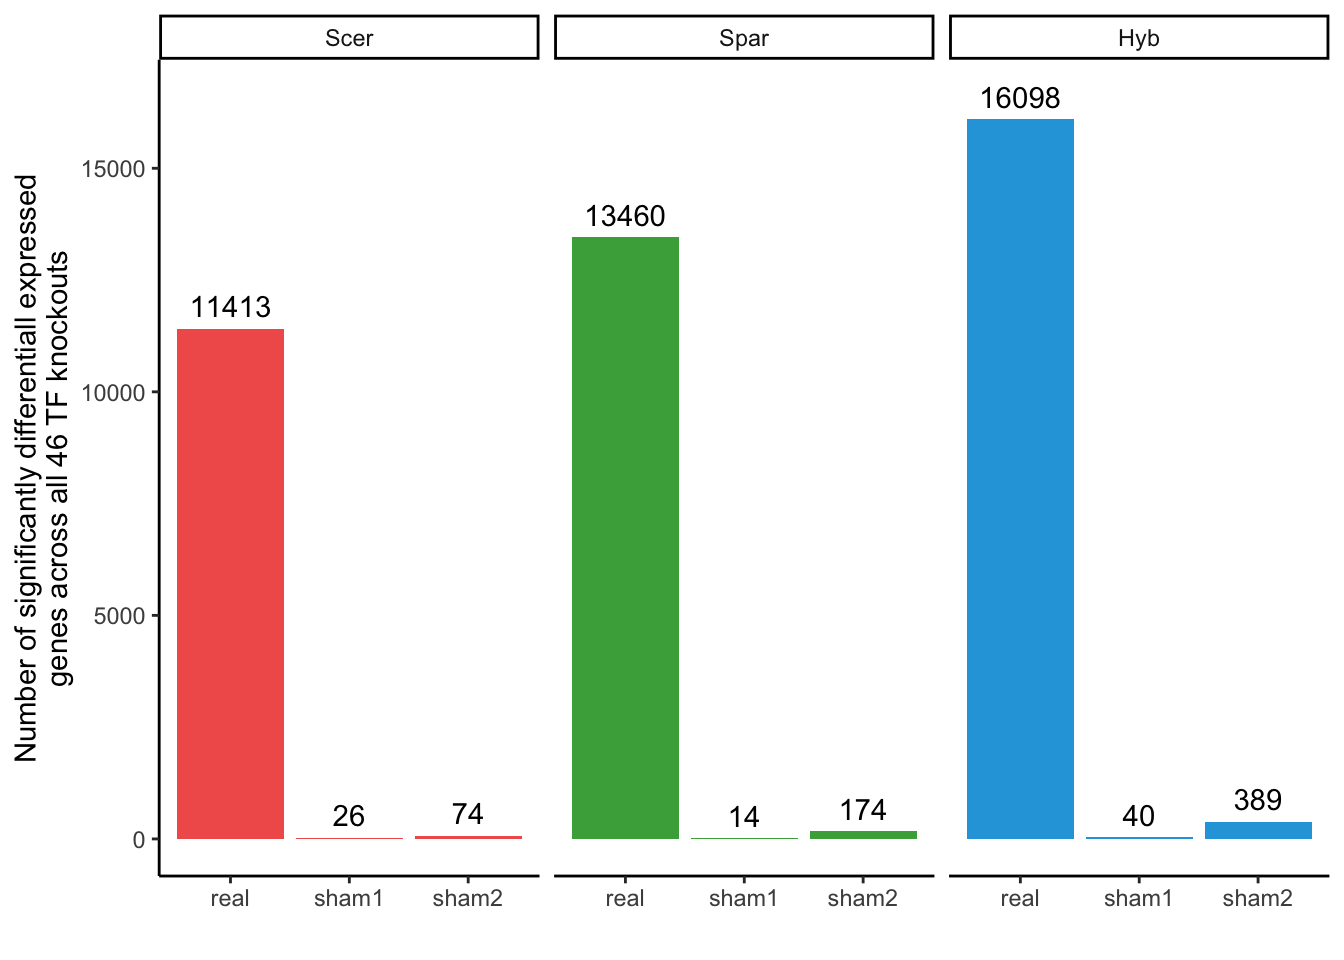 Scer
Spar
Hyb
Number of significantly differentiall expressed
genes across all 46 TF knockouts
15000
10000
5000
0
11413
26
74
13460
14
174
16098
40
389
real
sham1
sham2
real
sham1
sham2
real
sham1
sham2